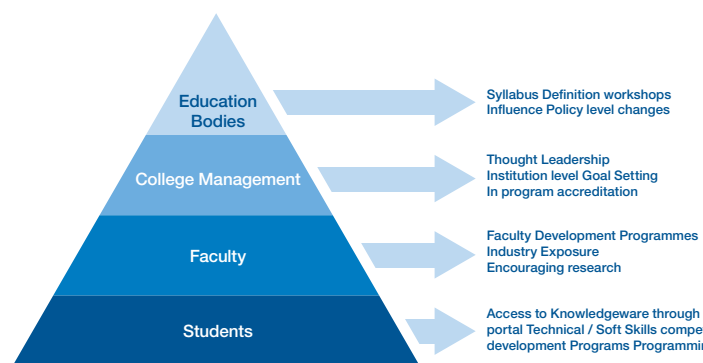 Education
Bodies
Syllabus Definition workshops
Influence Policy level changes
College Management
Thought Leadership
Institution level Goal Setting
In program accreditation
Faculty
Faculty Development Programmes
Industry Exposure
Encouraging research
Students
Access to Knowledgeware through
portal Technical / Soft Skills
development Programs